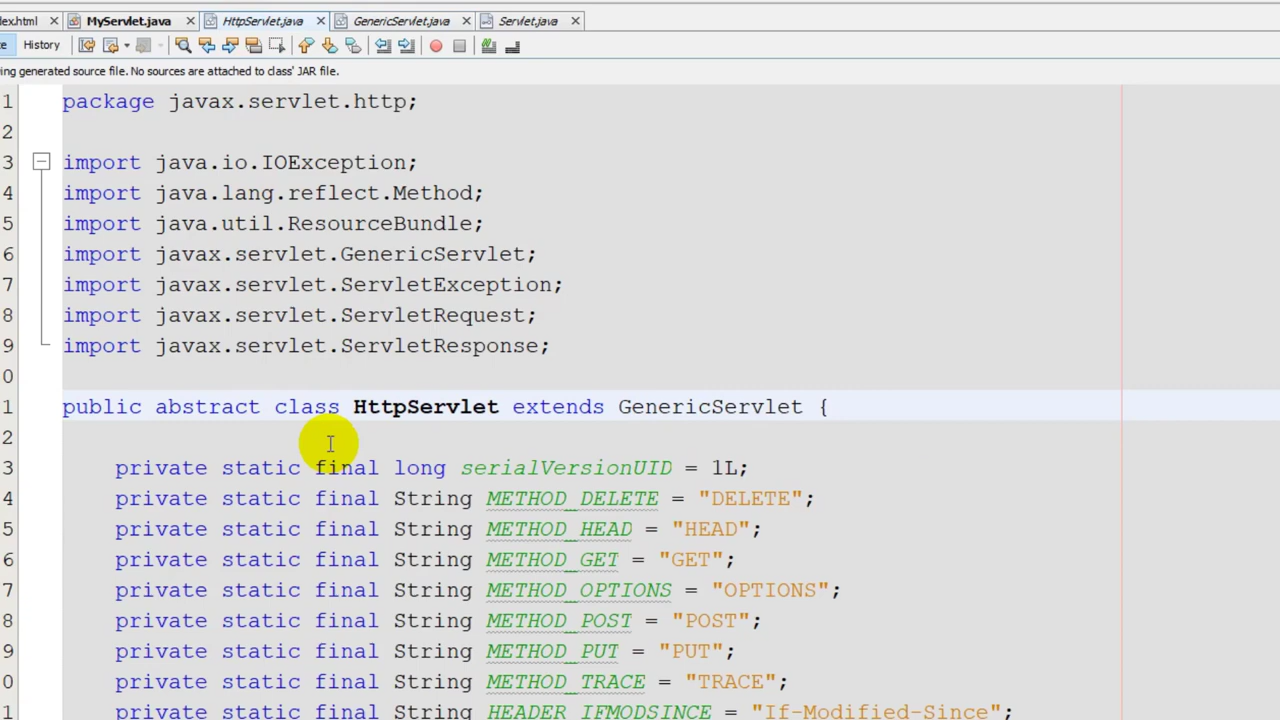 dex.html MyServlet.java HttpServlet.java GenericServlet.java Servlet.java
History
ing generated source file. No sources are attached to class' JAR file.
1 package javax.servlet.http;
2
3 import java.io.IOException;
4 import java.lang.reflect.Method;
5 import java.util.ResourceBundle;
6 import javax.servlet.GenericServlet;
7 import javax.servlet.ServletException;
8 import javax.servlet.ServletRequest;
9 import javax.servlet.ServletResponse;
0
1 public abstract class HttpServlet extends GenericServlet {
2
3 private static final long serialVersionUID = 1L;
4 private static final String METHOD_DELETE = "DELETE";
5 private static final String METHOD_HEAD = "HEAD";
6 private static final String METHOD_GET = "GET";
7 private static final String METHOD_OPTIONS = "OPTIONS";
8 private static final String METHOD_POST = "POST";
9 private static final String METHOD_PUT = "PUT";
0 private static final String METHOD_TRACE = "TRACE";
1 private static final String HEADER_IFMODSINCE = "If-Modified-Since";